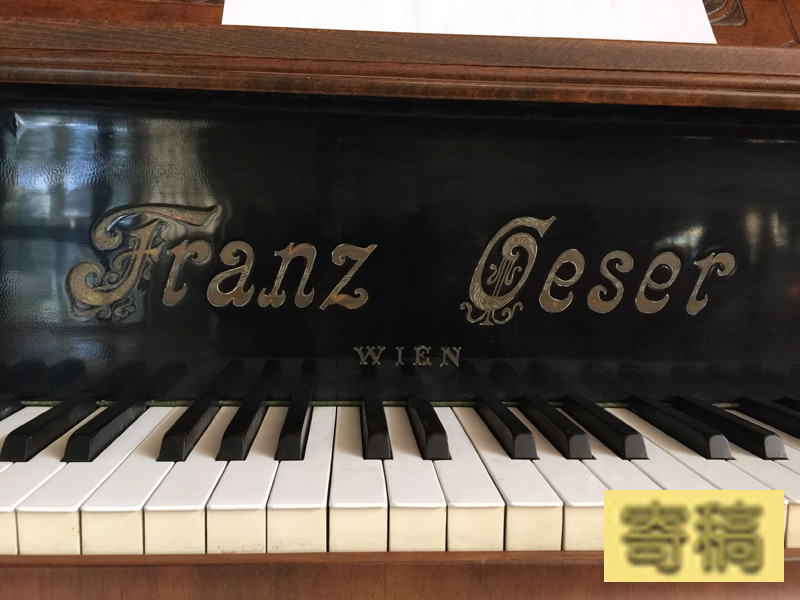 Franz Oeser
WIEN
寄稿